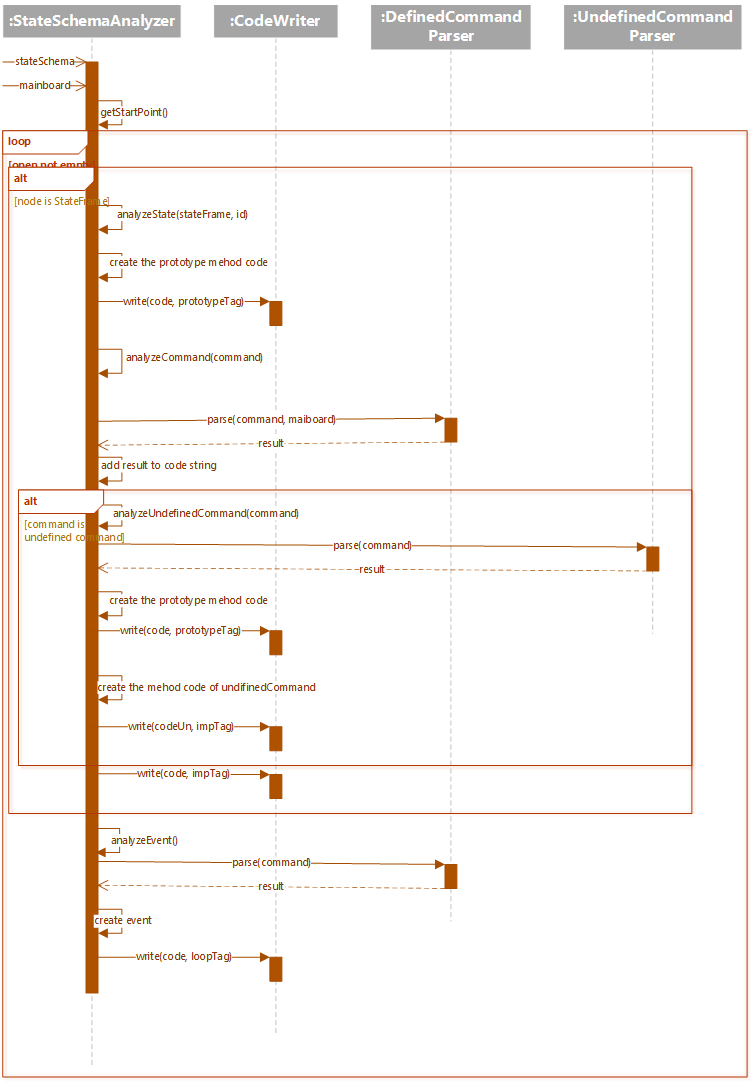 :StateSchemaAnalyzer
:CodeWriter
:DefinedCommand
Parser
:UndefinedCommand
Parser
stateSchema
mainboard
getStartPoint()
loop
[open not empty]
alt
[node is StateFrame]
analyzeState(stateFrame, id)
create the prototype mehod code
write(code, prototypeTag)
analyzeCommand(command)
parse(command, maiboard)
result
add result to code string
alt
[command is
undefined command]
analyzeUndefinedCommand(command)
parse(command)
result
create the prototype mehod code
write(code, prototypeTag)
create the mehod code of undifinedCommand
write(codeUn, impTag)
write(code, impTag)
analyzeEvent()
parse(command)
result
create event
write(code, loopTag)